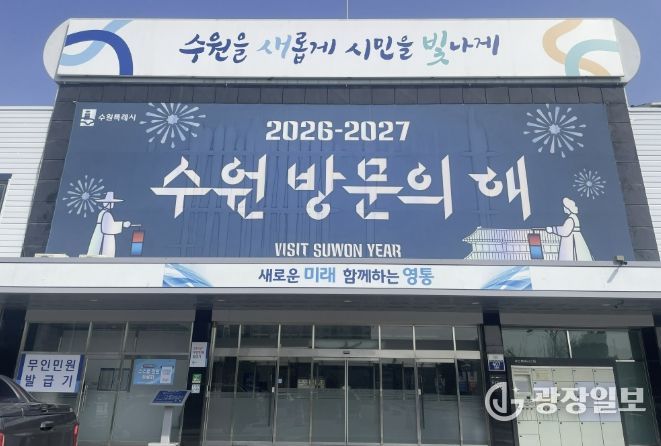 수원을 새롭게 시민을 빛나게
수원특례시
2026-2027
수원 방문의 해
VISIT SUWON YEAR
새로운 미래 함께하는 영통
무인민원
발급기
광장일보